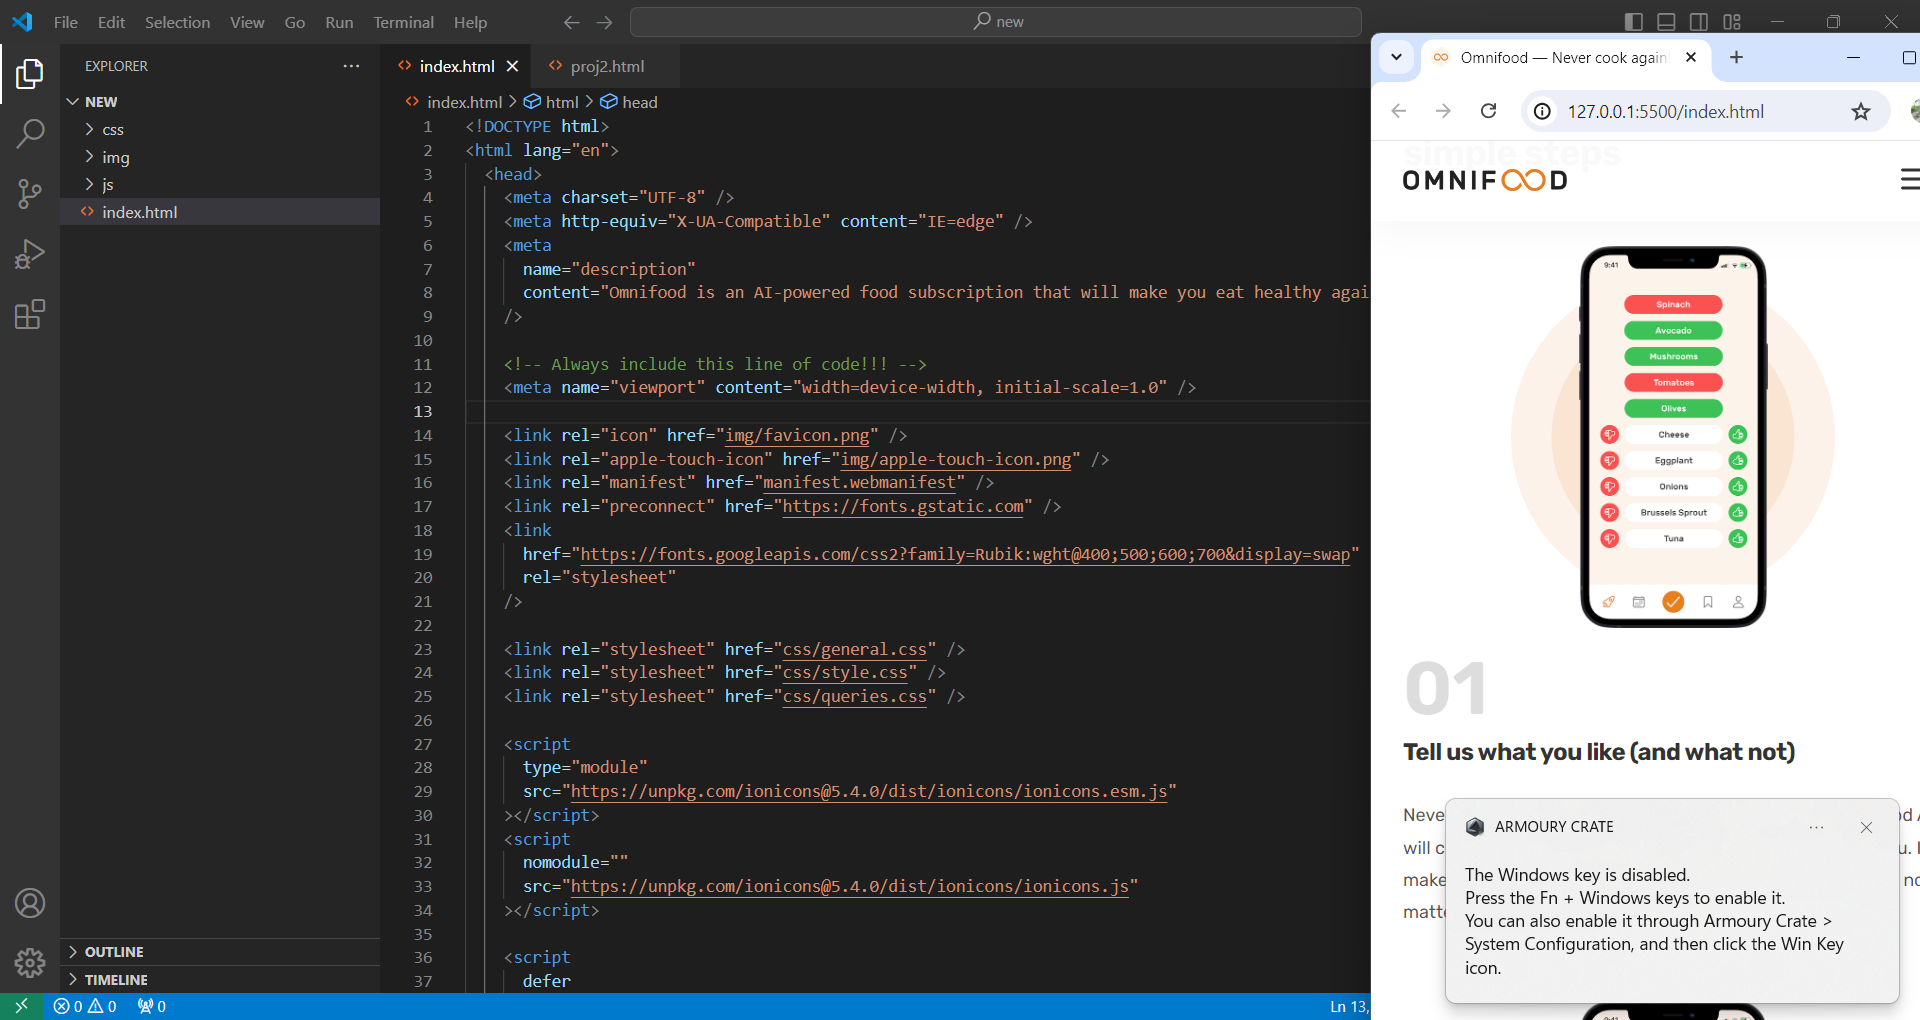 File Edit Selection View Go Run Terminal Help
new
EXPLORER
NEW
css
img
js
index.html
OUTLINE
TIMELINE
index.html
proj2.html
index.html > html > head
1 <!DOCTYPE html>
2 <html lang="en">
3 <head>
4 <meta charset="UTF-8" />
5 <meta http-equiv="X-UA-Compatible" content="IE=edge" />
6 <meta
7 name="description"
8 content="Omnifood is an AI-powered food subscription that will make you eat healthy agai
9 />
10
11 <!-- Always include this line of code!!! -->
12 <meta name="viewport" content="width=device-width, initial-scale=1.0" />
13
14 <link rel="icon" href="img/favicon.png" />
15 <link rel="apple-touch-icon" href="img/apple-touch-icon.png" />
16 <link rel="manifest" href="manifest.webmanifest" />
17 <link rel="preconnect" href="https://fonts.gstatic.com" />
18 <link
19 href="https://fonts.googleapis.com/css2?family=Rubik:wght@400;500;600;700&display=swap"
20 rel="stylesheet"
21 />
22
23 <link rel="stylesheet" href="css/general.css" />
24 <link rel="stylesheet" href="css/style.css" />
25 <link rel="stylesheet" href="css/queries.css" />
26
27 <script
28 type="module"
29 src="https://unpkg.com/ionicons@5.4.0/dist/ionicons/ionicons.esm.js"
30 ></script>
31 <script
32 nomodule=""
33 src="https://unpkg.com/ionicons@5.4.0/dist/ionicons/ionicons.js"
34 ></script>
35
36 <script
37 defer
0 0 0
Ln 13,
Omnifood — Never cook again!
127.0.0.1:5500/index.html
simple steps
OMNIFOOD
9:41
Spinach
Avocado
Mushrooms
Tomatoes
Olives
Cheese
Eggplant
Onions
Brussels Sprout
Tuna
01
Tell us what you like (and what not)
Neve
will c
make
matte
ARMOURY CRATE
The Windows key is disabled.
Press the Fn + Windows keys to enable it.
You can also enable it through Armoury Crate >
System Configuration, and then click the Win Key
icon.
9:41